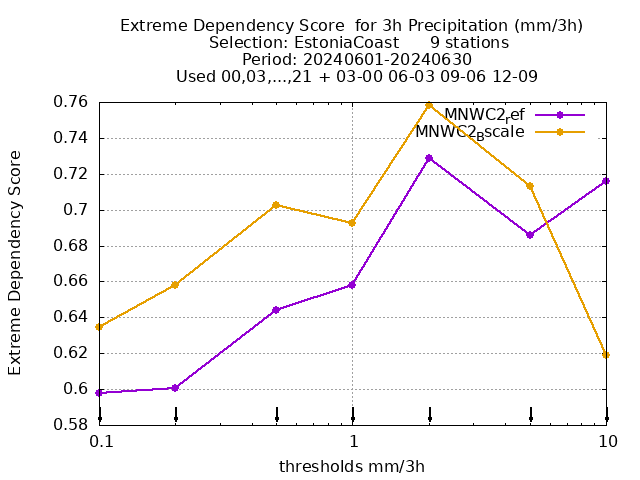 Extreme Dependency Score  for 3h Precipitation (mm/3h)
Selection: EstoniaCoast      9 stations
Period: 20240601-20240630
Used 00,03,...,21 + 03-00 06-03 09-06 12-09
MNWC2ref
MNWC2Bscale
Extreme Dependency Score
0.76
0.74
0.72
0.7
0.68
0.66
0.64
0.62
0.6
0.58
0.1
1
10
thresholds mm/3h